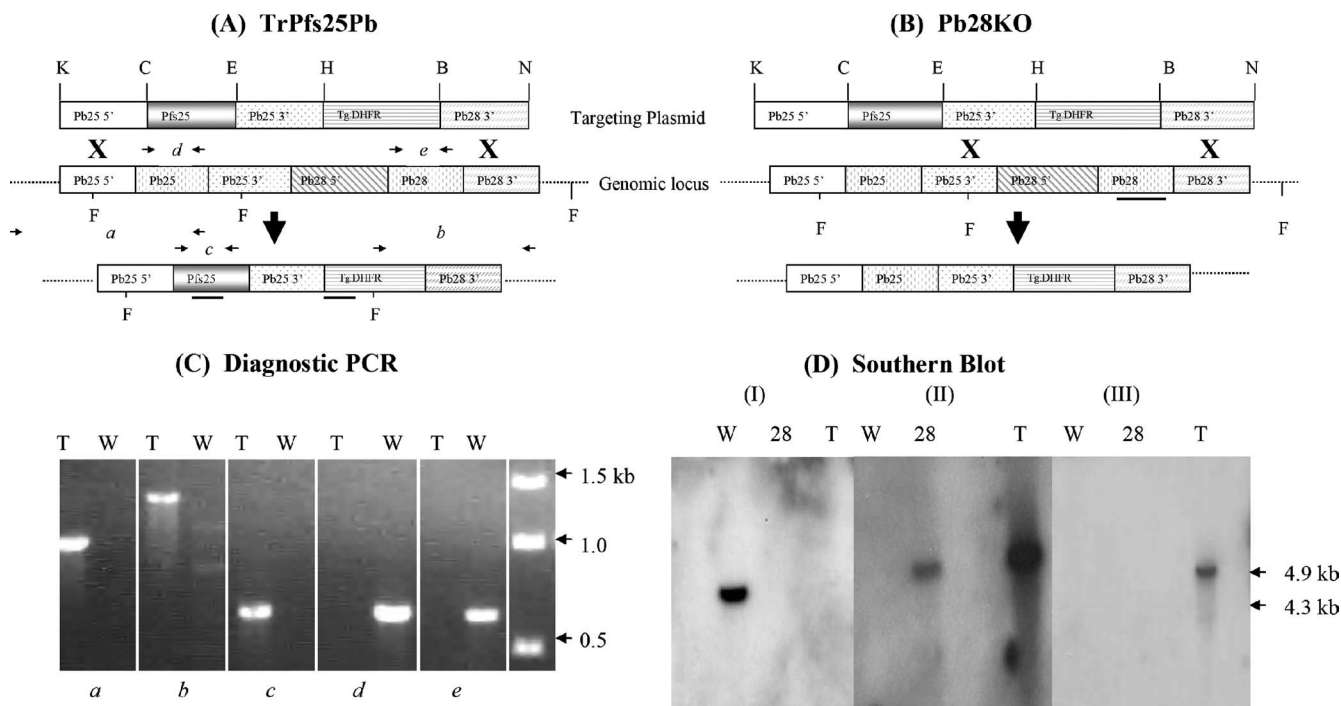 (A) TrPfs25Pb
(B) Pb28KO
K C E H B N
K C E H B N
Pb25 5’ Pfs25 Pb25 3’ Tg.DHFR Pb28 3’
Targeting Plasmid
Pb25 5’ Pfs25 Pb25 3’ Tg.DHFR Pb28 3’
X d e X
X X
Pb25 5’ Pb25 Pb25 3’ Pb28 5’ Pb28 Pb28 3’
Genomic locus
Pb25 5’ Pb25 Pb25 3’ Pb28 5’ Pb28 Pb28 3’
F F F
F F F
a c b
Pb25 5’ Pfs25 Pb25 3’ Tg.DHFR Pb28 3’
Pb25 5’ Pb25 Pb25 3’ Tg.DHFR Pb28 3’
F F
(C) Diagnostic PCR
(D) Southern Blot
(I) (II) (III)
T W T W T W T W T W
W 28 T W 28 T W 28 T
1.5 kb
1.0
0.5
4.9 kb
4.3 kb
a b c d e